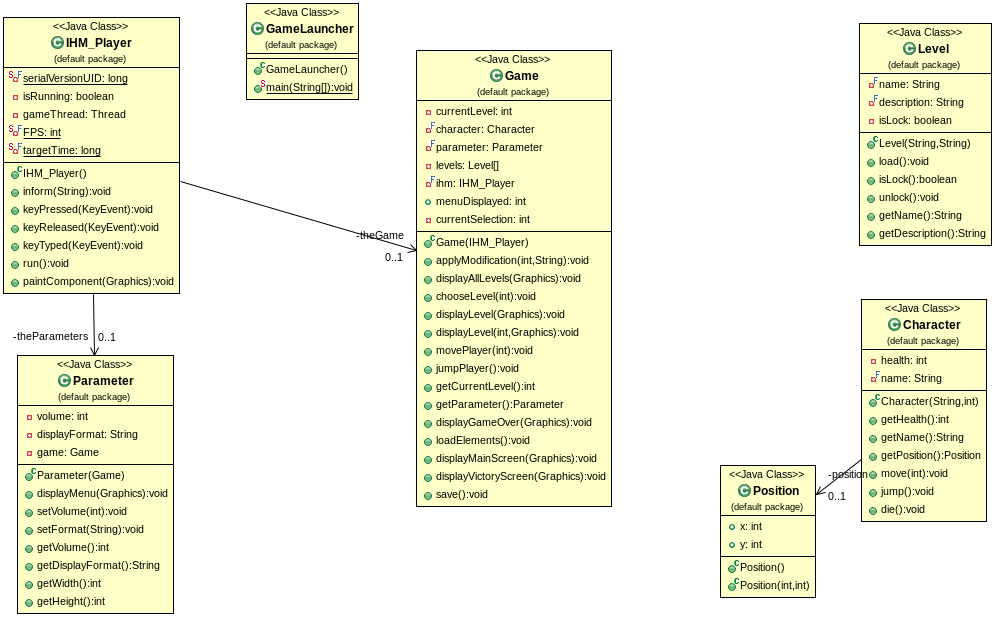 <<Java Class>>
IHM_Player
(default package)
serialVersionUID: long
isRunning: boolean
gameThread: Thread
FPS: int
targetTime: long
IHM_Player()
inform(String):void
keyPressed(KeyEvent):void
keyReleased(KeyEvent):void
keyTyped(KeyEvent):void
run():void
paintComponent(Graphics):void
<<Java Class>>
GameLauncher
(default package)
GameLauncher()
main(String[]):void
<<Java Class>>
Game
(default package)
currentLevel: int
character: Character
parameter: Parameter
levels: Level[]
ihm: IHM_Player
menuDisplayed: int
currentSelection: int
Game(IHM_Player)
applyModification(int,String):void
displayAllLevels(Graphics):void
chooseLevel(int):void
displayLevel(Graphics):void
displayLevel(int,Graphics):void
movePlayer(int):void
jumpPlayer():void
getCurrentLevel():int
getParameter():Parameter
displayGameOver(Graphics):void
loadElements():void
displayMainScreen(Graphics):void
displayVictoryScreen(Graphics):void
save():void
<<Java Class>>
Level
(default package)
name: String
description: String
isLock: boolean
Level(String,String)
load():void
isLock():boolean
unlock():void
getName():String
getDescription():String
-theGame
0..1
-theParameters
0..1
<<Java Class>>
Parameter
(default package)
volume: int
displayFormat: String
game: Game
Parameter(Game)
displayMenu(Graphics):void
setVolume(int):void
setFormat(String):void
getVolume():int
getDisplayFormat():String
getWidth():int
getHeight():int
<<Java Class>>
Character
(default package)
health: int
name: String
Character(String,int)
getHealth():int
getName():String
getPosition():Position
move(int):void
jump():void
die():void
-position
0..1
<<Java Class>>
Position
(default package)
x: int
y: int
Position()
Position(int,int)